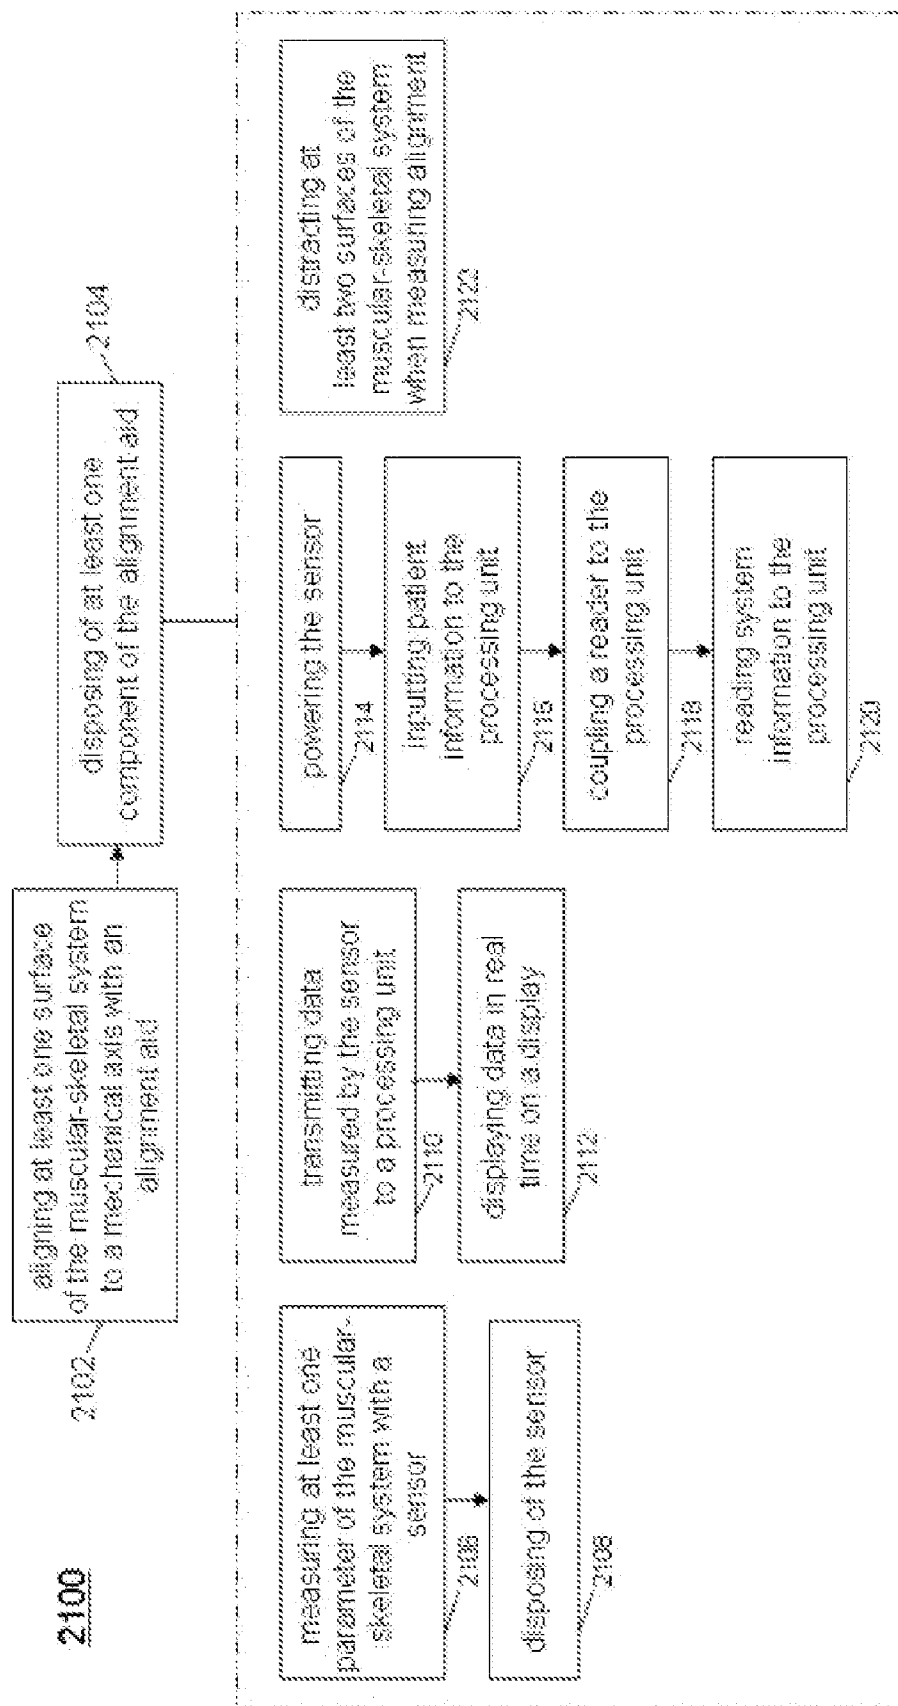 2100
aligning at least one surface
of the muscular-skeletal system
to a mechanical axis with an
alignment aid
2102
disposing of at least one
component of the alignment aid
2104
measuring at least one
parameter of the muscular-
skeletal system with a
sensor
2106
disposing of the sensor
2108
transmitting data
measured by the sensor
to a processing unit
2110
displaying data in real
time on a display
2112
powering the sensor
2114
inputting patient
information to the
processing unit
2116
coupling a reader to the
processing unit
2118
reading system
information to the
processing unit
2120
distracting at
least two surfaces of the
muscular-skeletal system
when measuring alignment
2122